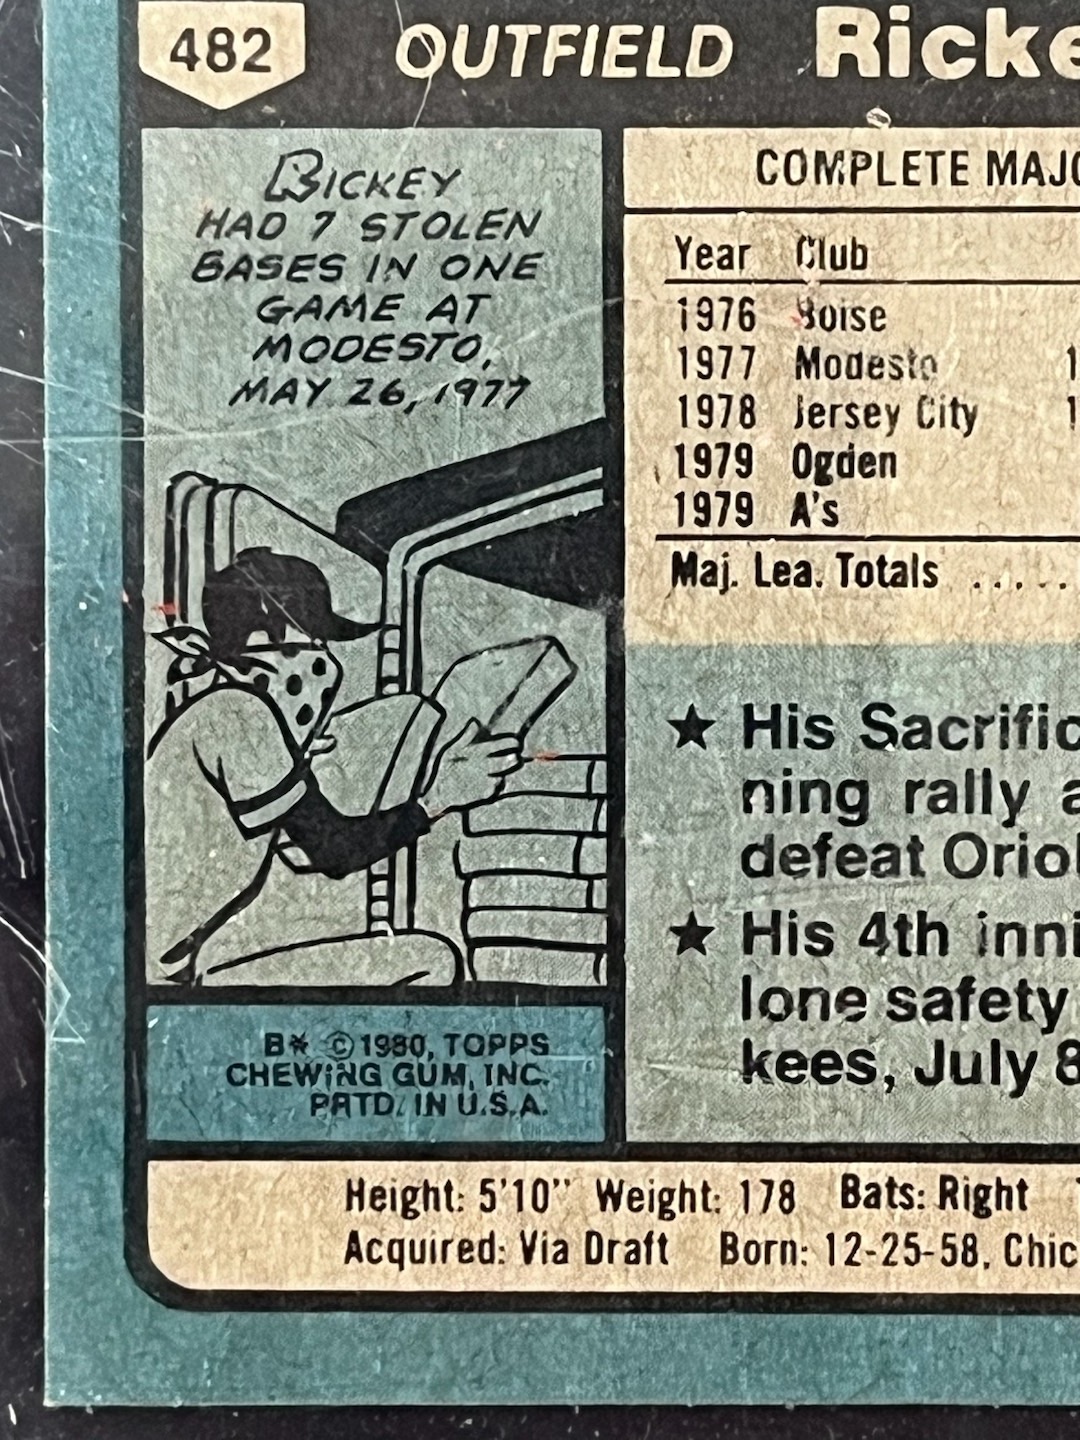 482 OUTFIELD Ricke
RICKEY
HAD 7 STOLEN
BASES IN ONE
GAME AT
MODESTO,
MAY 26, 1977
B* © 1980, TOPPS
CHEWING GUM, INC.
PRTD. IN U.S.A.
COMPLETE MAJO
Year Club
1976 Boise
1977 Modesto 1
1978 Jersey City 1
1979 Ogden
1979 A's
Maj. Lea. Totals .....
★ His Sacrific
ning rally a
defeat Oriol
★ His 4th inni
lone safety
kees, July 8
Height: 5'10" Weight: 178 Bats: Right
Acquired: Via Draft Born: 12-25-58, Chic